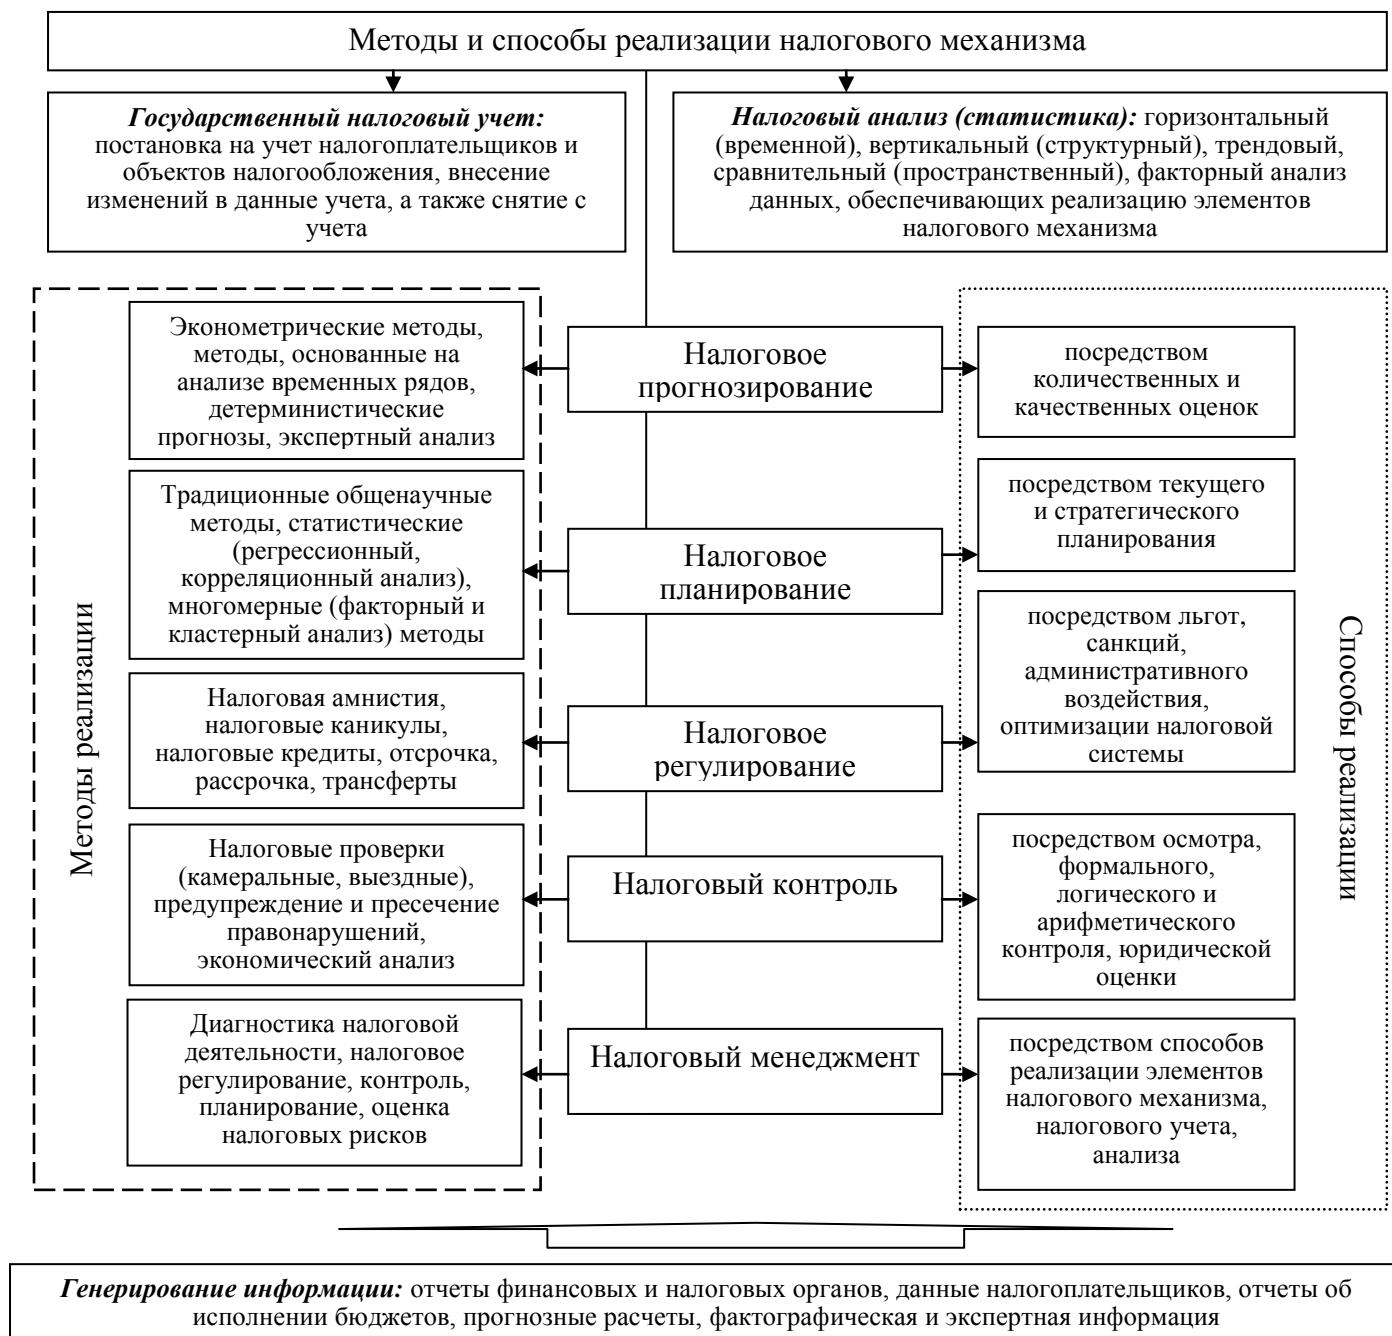 Методы и способы реализации налогового механизма
Государственный налоговый учет:
постановка на учет налогоплательщиков и
объектов налогообложения, внесение
изменений в данные учета, а также снятие с
учета
Налоговый анализ (статистика): горизонтальный
(временной), вертикальный (структурный), трендовый,
сравнительный (пространственный), факторный анализ
данных, обеспечивающих реализацию элементов
налогового механизма
Методы реализации
Эконометрические методы,
методы, основанные на
анализе временных рядов,
детерминистические
прогнозы, экспертный анализ
Налоговое
прогнозирование
посредством
количественных и
качественных оценок
Традиционные общенаучные
методы, статистические
(регрессионный,
корреляционный анализ),
многомерные (факторный и
кластерный анализ) методы
Налоговое
планирование
посредством текущего
и стратегического
планирования
Налоговая амнистия,
налоговые каникулы,
налоговые кредиты, отсрочка,
рассрочка, трансферты
Налоговое
регулирование
посредством льгот,
санкций,
административного
воздействия,
оптимизации налоговой
системы
Налоговые проверки
(камеральные, выездные),
предупреждение и пресечение
правонарушений,
экономический анализ
Налоговый контроль
посредством осмотра,
формального,
логического и
арифметического
контроля, юридической
оценки
Диагностика налоговой
деятельности, налоговое
регулирование, контроль,
планирование, оценка
налоговых рисков
Налоговый менеджмент
посредством способов
реализации элементов
налогового механизма,
налогового учета,
анализа
Способы реализации
Генерирование информации: отчеты финансовых и налоговых органов, данные налогоплательщиков, отчеты об
исполнении бюджетов, прогнозные расчеты, фактографическая и экспертная информация